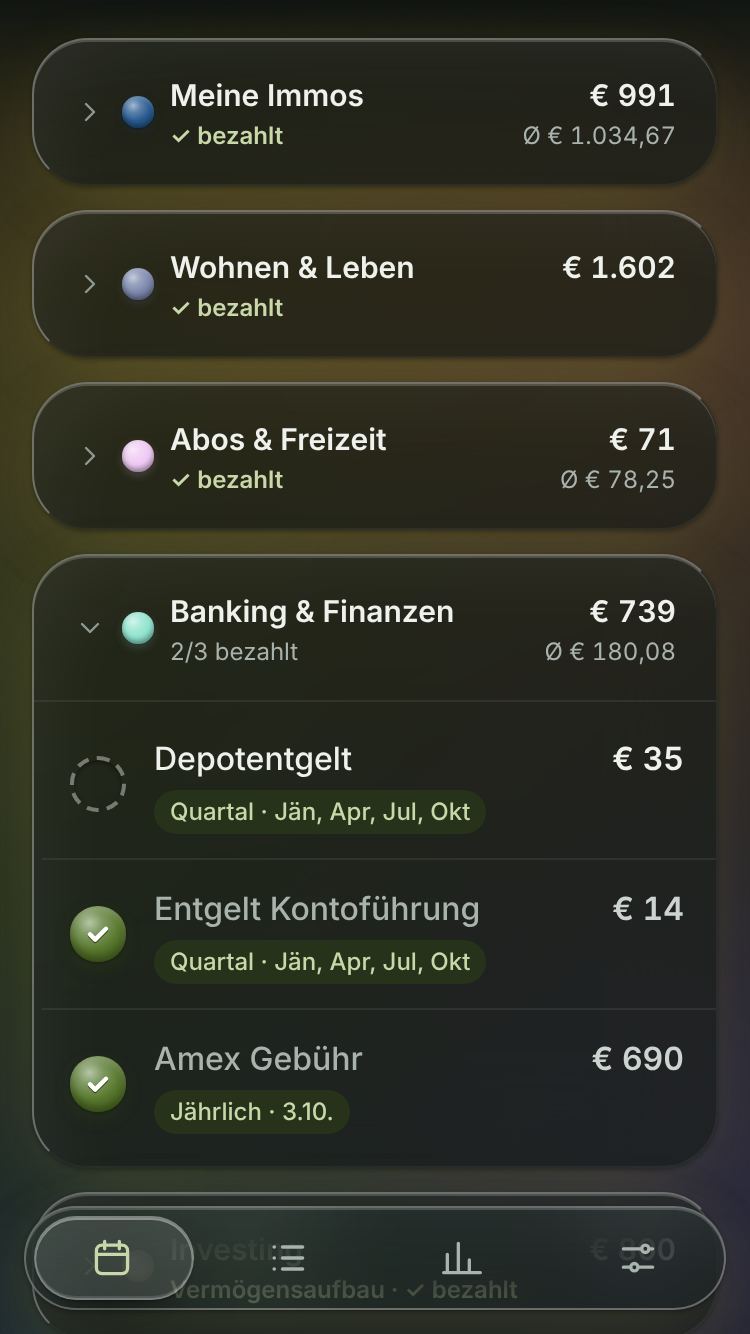 Meine Immos
€ 991
✓ bezahlt
Ø € 1.034,67
Wohnen & Leben
€ 1.602
✓ bezahlt
Abos & Freizeit
€ 71
✓ bezahlt
Ø € 78,25
Banking & Finanzen
€ 739
2/3 bezahlt
Ø € 180,08
Depotentgelt
€ 35
Quartal · Jän, Apr, Jul, Okt
Entgelt Kontoführung
€ 14
Quartal · Jän, Apr, Jul, Okt
Amex Gebühr
€ 690
Jährlich · 3.10.
Investing
Vermögensaufbau · ✓ bezahlt